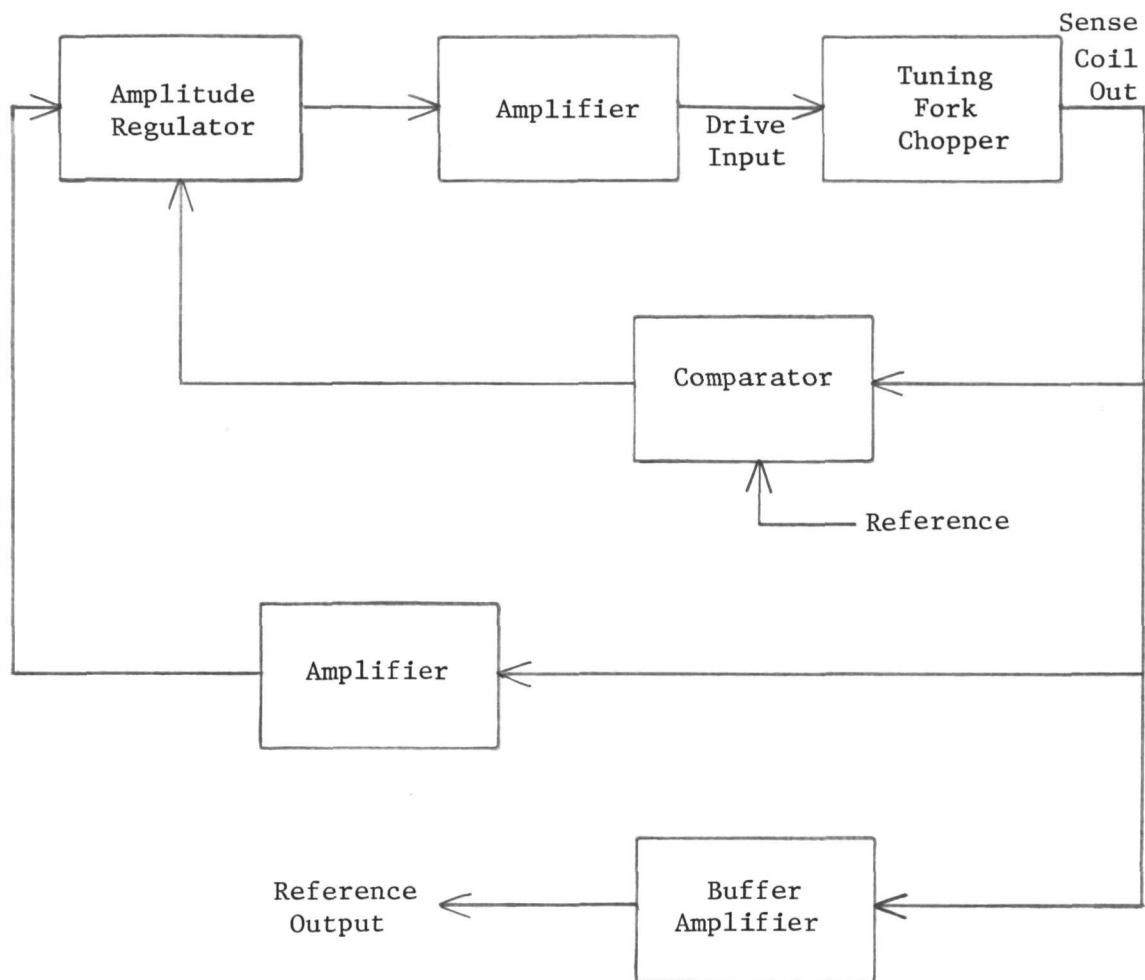 Sense
Coil
Out
Amplitude
Regulator
Amplifier
Drive
Input
Tuning
Fork
Chopper
Comparator
Reference
Amplifier
Reference
Output
Buffer
Amplifier